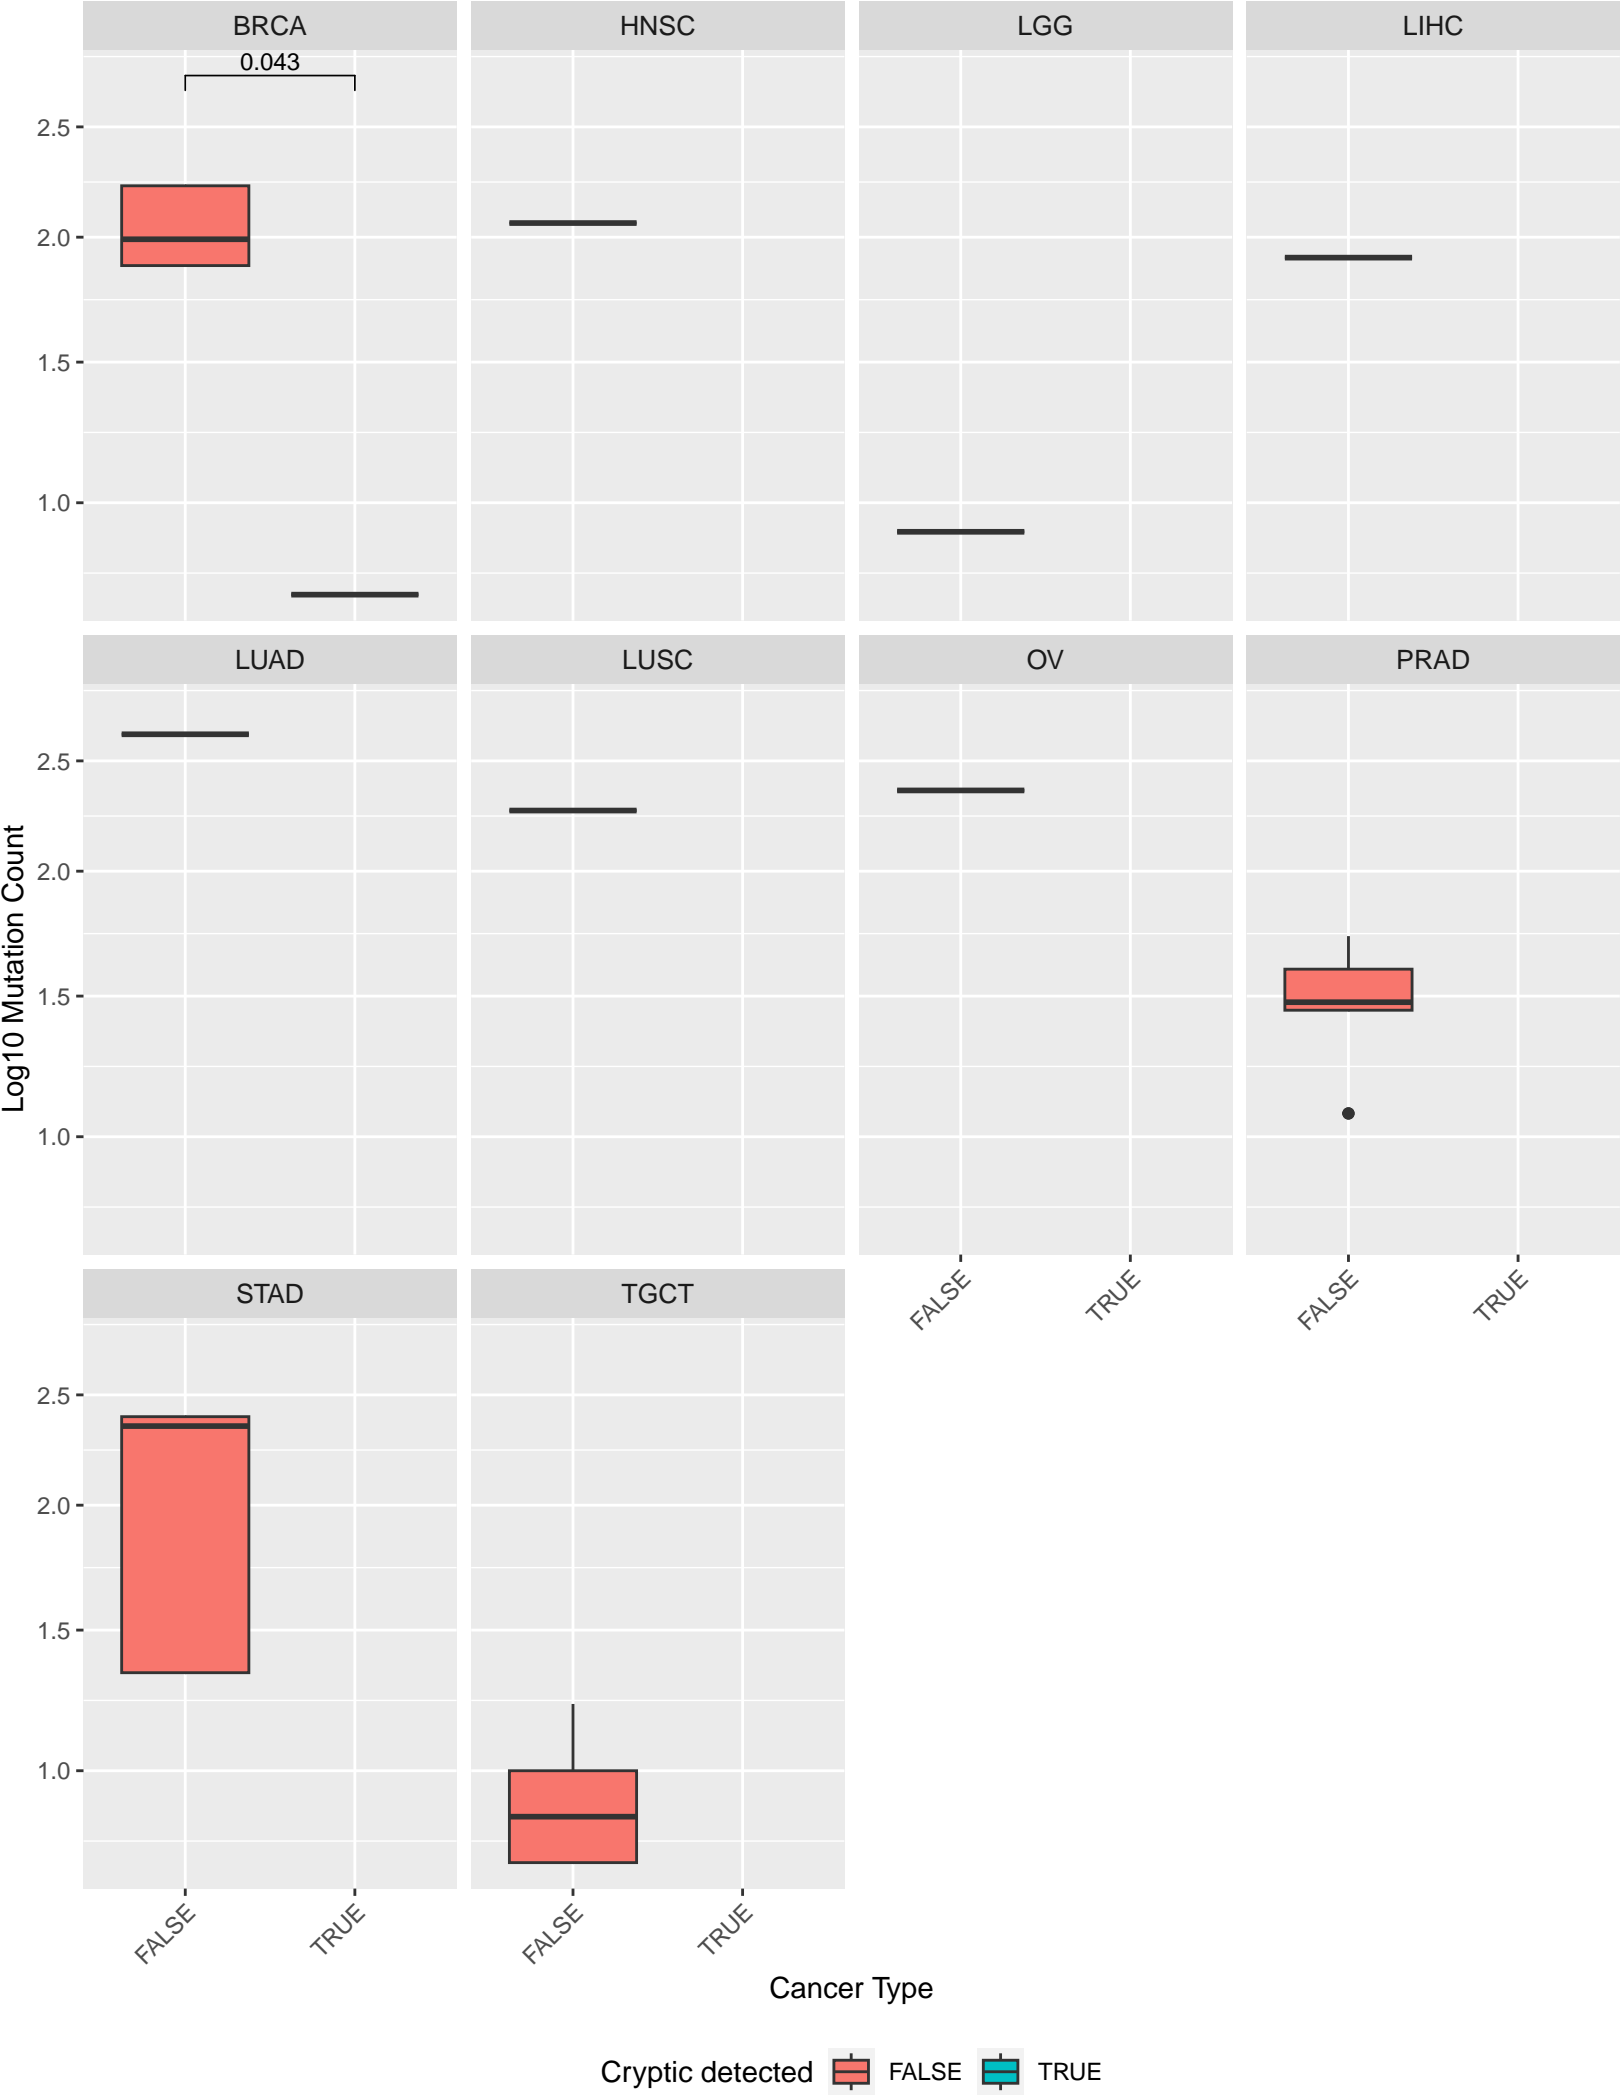 BRCA HNSC LGG LIHC
0.043
2.5
2.0
1.5
1.0
LUAD LUSC OV PRAD
2.5
2.0
1.5
1.0
FALSE TRUE FALSE TRUE
STAD TGCT
2.5
2.0
1.5
1.0
FALSE TRUE FALSE TRUE
Log10 Mutation Count
Cancer Type
Cryptic detected FALSE TRUE